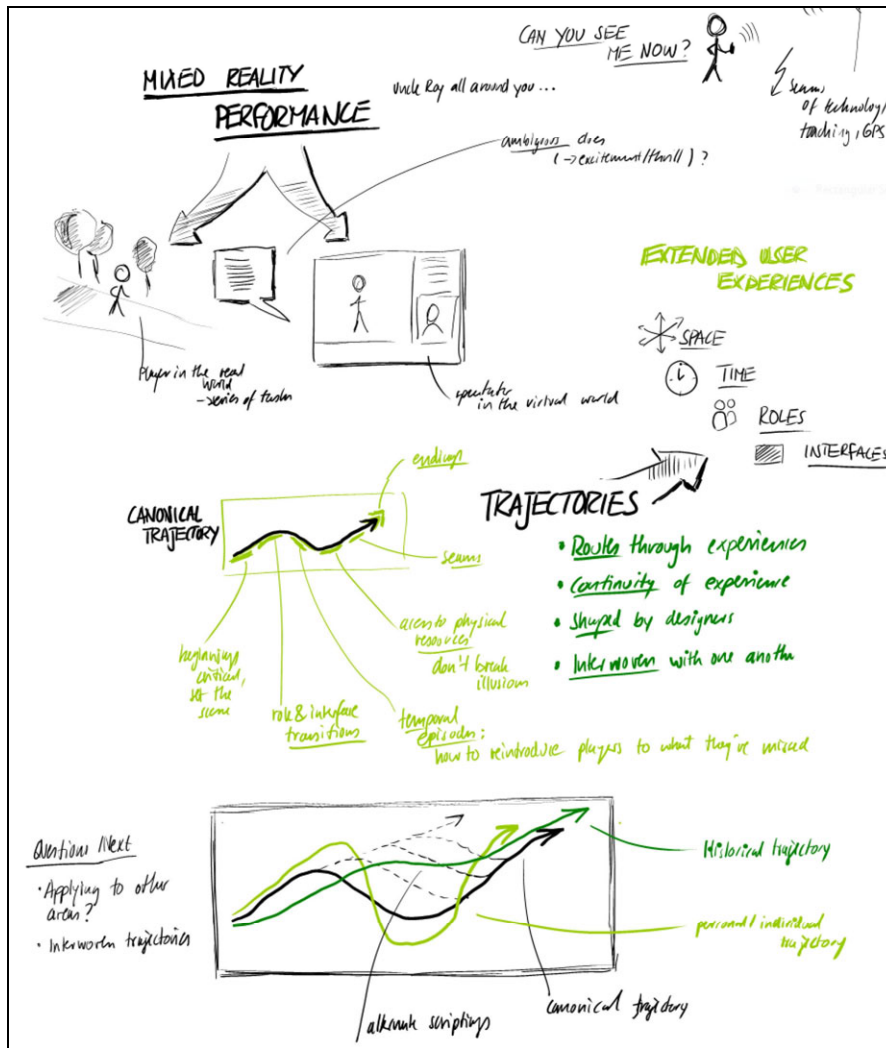 CAN YOU SEE
ME NOW?
MIXED REALITY
PERFORMANCE
Uncle Roy all around you...
seams
of technology
tracking, GPS
ambiguous does
(→excitement/thrill)?
EXTENDED USER
EXPERIENCES
SPACE
TIME
ROLES
INTERFACES
Player in the real
world
→series of tasks
spectator
in the virtual world
endings
CANONICAL
TRAJECTORY
seams
access to physical
resources
don't break
illusions
beginnings
critical,
set the
scene
role & interface
transitions
temporal
episodes:
how to reintroduce players to what they've missed
TRAJECTORIES
• Routes through experiences
• Continuity of experience
• Shaped by designers
• Interwoven with one anothe
Questions/Next
• Applying to other
areas?
• Interwoven trajectories
Historical trajectory
personal/individual
trajectory
canonical trajectory
alternate scriptings